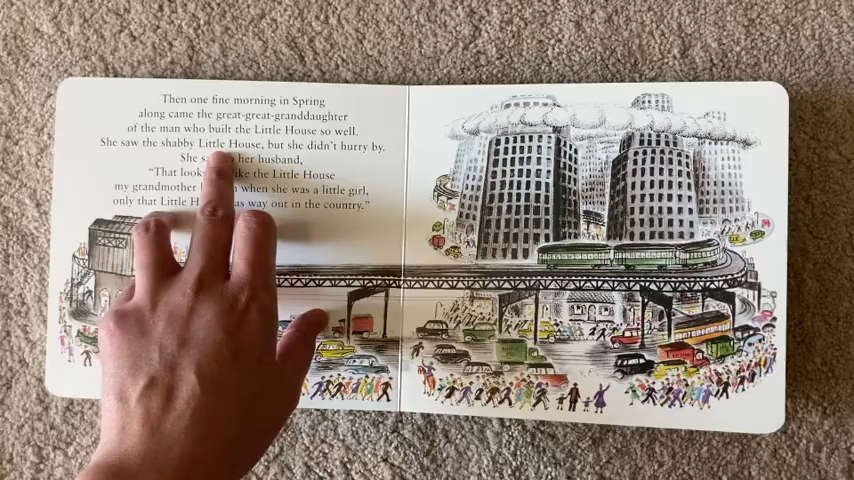 Then one fine morning in Spring
along came the great-great-granddaughter
of the man who built the Little House so well.
She saw the shabby Little House, but she didn't hurry by.
She her husband,
"That looks like the Little House
my grandmother when she was a little girl,
only that Little was way out in the country."